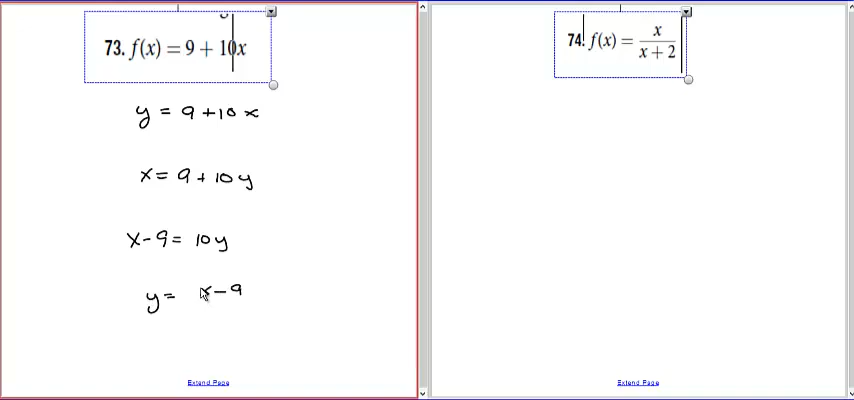 73. f(x) = 9 + 10x
y = 9 + 10x
x = 9 + 10y
x - 9 = 10y
y = x - 9
Extend Page
74. f(x) = x / (x + 2)
Extend Page